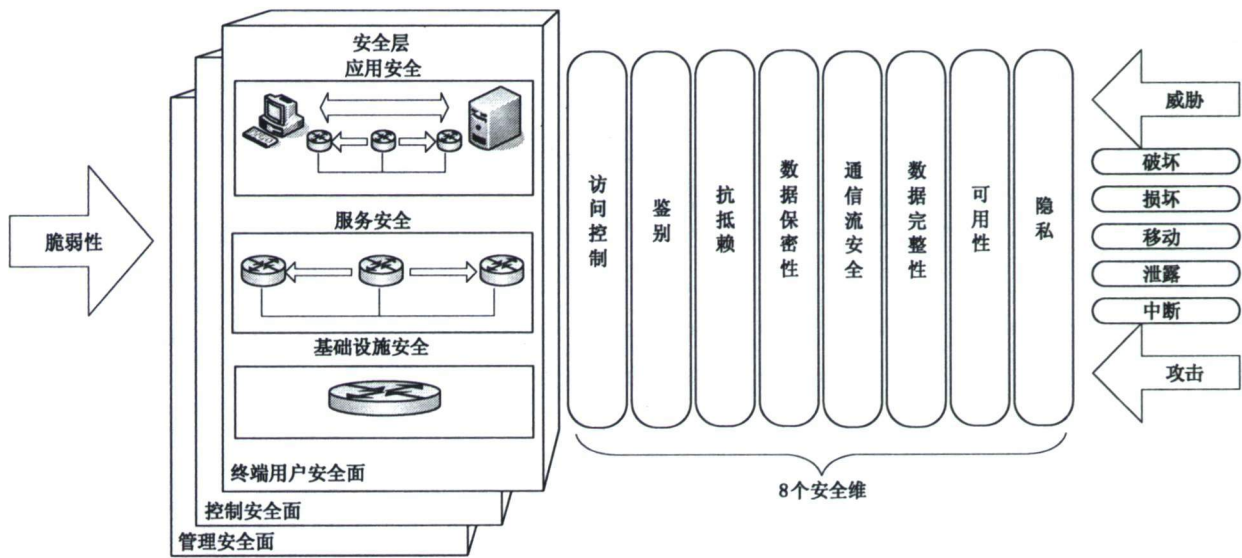 安全层
应用安全
服务安全
基础设施安全
终端用户安全面
控制安全面
管理安全面
脆弱性
访问控制
鉴别
抗抵赖
数据保密性
通信流安全
数据完整性
可用性
隐私
8个安全维
威胁
破坏
损坏
移动
泄露
中断
攻击